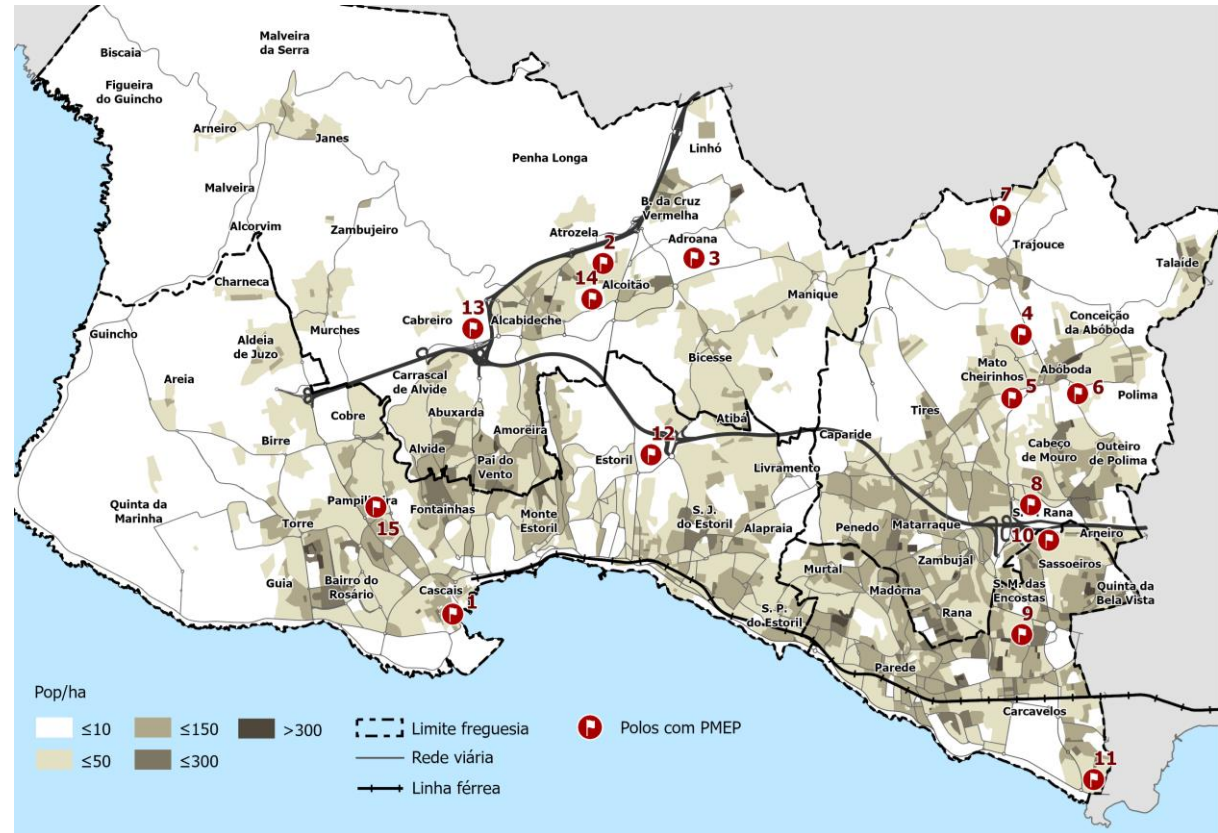 Malveira
da Serra
Biscaia
Figueira
do Guincho
Arneiro
Janes
Linhó
Penha Longa
Malveira
B. da Cruz
Vermelha
7
Alcorvim
Zambujeiro
Atrozela
Adroana
Trajouce
2
3
Talaíde
Charneca
14
Alcoitão
Manique
13
4
Conceição
da Abóboda
Guincho
Murches
Cabreiro
Alcabideche
Aldeia
de Juzo
Bicesse
Mato
Cheirinhos
Abóboda
Areia
Carrascal
de Alvide
5
6
Polima
Cobre
Abuxarda
Atibá
Tires
Birre
Amoreira
12
Caparide
Cabeço
de Mouro
Outeiro
de Polima
Alvide
Pai do
Vento
Estoril
Livramento
Quinta da
Marinha
Pampilheira
8
Torre
15
Fontainhas
Monte
Estoril
S. J.
do Estoril
Alapraia
Penedo
Matarraque
Rana
Arneiro
10
Guia
Bairro do
Rosário
Murtal
Zambujál
Sassoeiros
Cascais
Madorna
S. M. das
Encostas
Quinta da
Bela Vista
1
S. P.
do Estoril
Rana
9
Parede
Carcavelos
11
Pop/ha
≤10
≤150
>300
Limite freguesia
Polos com PMEP
≤50
≤300
Rede viária
Linha férrea